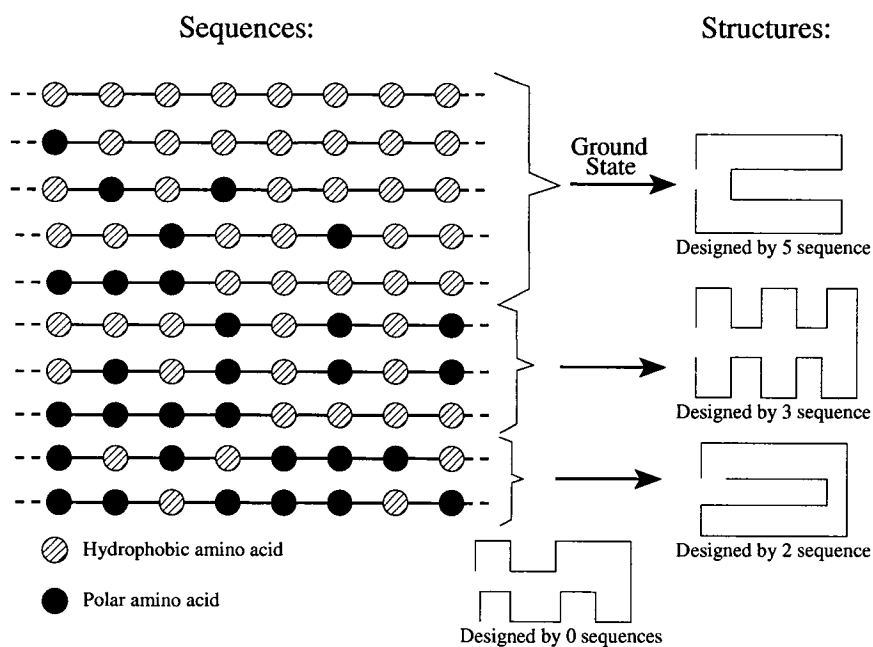 Sequences:
Structures:
Ground
State
Designed by 5 sequence
Designed by 3 sequence
Designed by 2 sequence
Hydrophobic amino acid
Polar amino acid
Designed by 0 sequences